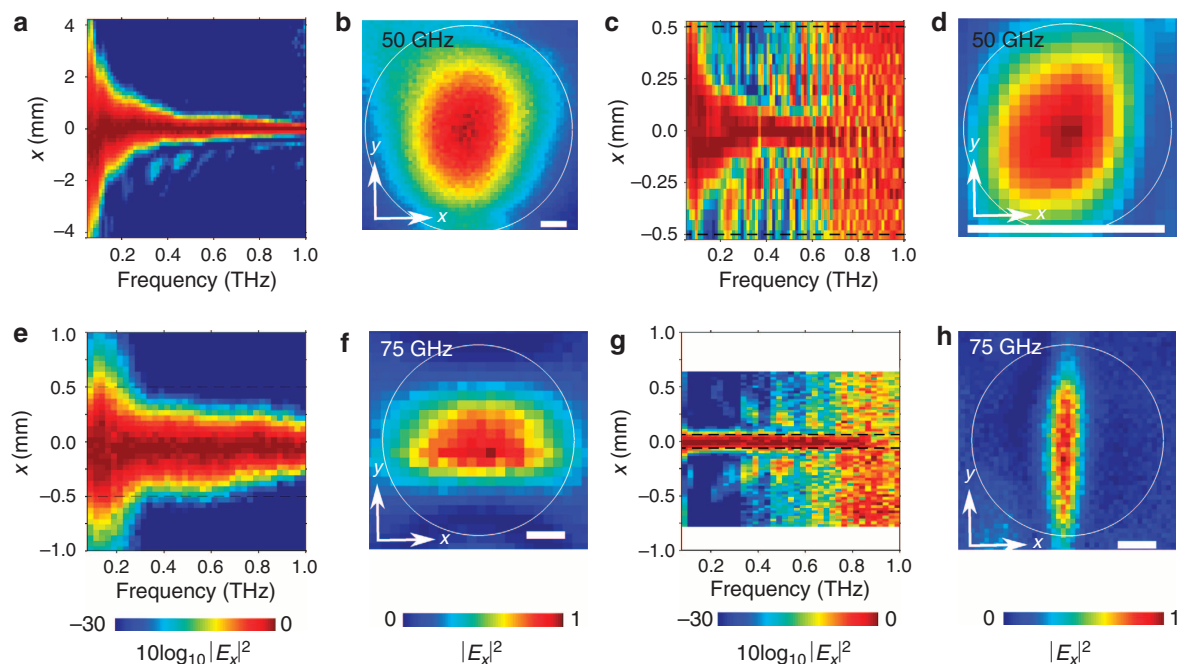 a
4
2
0
−2
−4
x (mm)
0.2 0.4 0.6 0.8 1.0
Frequency (THz)
b
50 GHz
y
x
c
0.5
0.25
0.0
−0.25
−0.5
x (mm)
0.2 0.4 0.6 0.8 1.0
Frequency (THz)
d
50 GHz
y
x
e
1.0
0.5
0.0
−0.5
−1.0
x (mm)
0.2 0.4 0.6 0.8 1.0
Frequency (THz)
−30 0
10log₁₀|Eₓ|²
f
75 GHz
y
x
0 1
|Eₓ|²
g
1.0
0.5
0.0
−0.5
−1.0
x (mm)
0.2 0.4 0.6 0.8 1.0
Frequency (THz)
−30 0
10log₁₀|Eₓ|²
h
75 GHz
y
x
0 1
|Eₓ|²